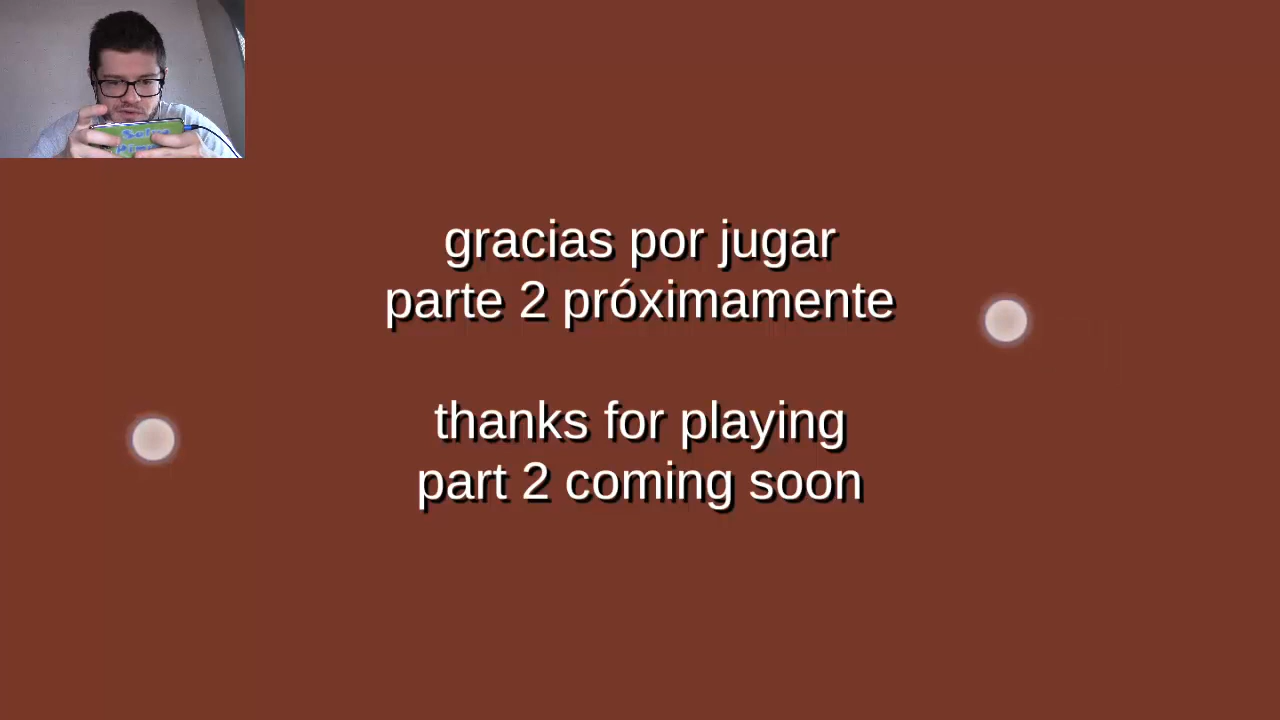 gracias por jugar
parte 2 próximamente
thanks for playing
part 2 coming soon